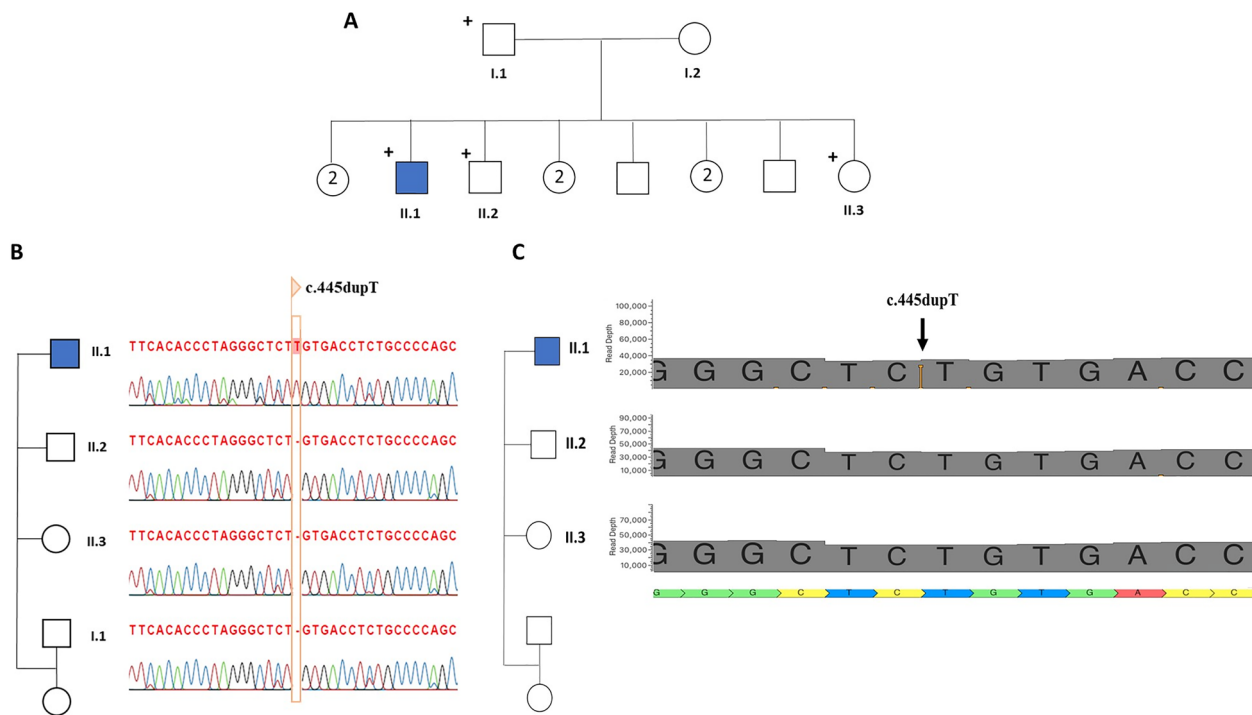 A
+
I.1
I.2
2
+
+
2
2
+
II.1
II.2
II.3
B
c.445dupT
II.1
TTCACACCCTAGGGCTCTTGTGACCTCTGCCCCAGC
II.2
TTCACACCCTAGGGCTCT-GTGACCTCTGCCCCAGC
II.3
TTCACACCCTAGGGCTCT-GTGACCTCTGCCCCAGC
I.1
TTCACACCCTAGGGCTCT-GTGACCTCTGCCCCAGC
C
c.445dupT
II.1
Read Depth
100,000
80,000
60,000
40,000
20,000
G G G C T C T G T G A C C
II.2
Read Depth
90,000
70,000
50,000
30,000
10,000
G G G C T C T G T G A C C
II.3
Read Depth
70,000
50,000
30,000
10,000
G G G C T C T G T G A C C
G G G C T C T G T G A C C